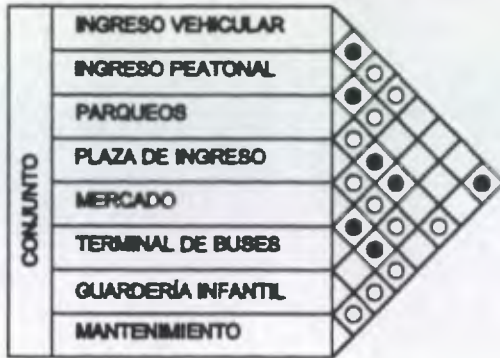 CONJUNTO
INGRESO VEHICULAR
INGRESO PEATONAL
PARQUEOS
PLAZA DE INGRESO
MERCADO
TERMINAL DE BUSES
GUARDERÍA INFANTIL
MANTENIMIENTO